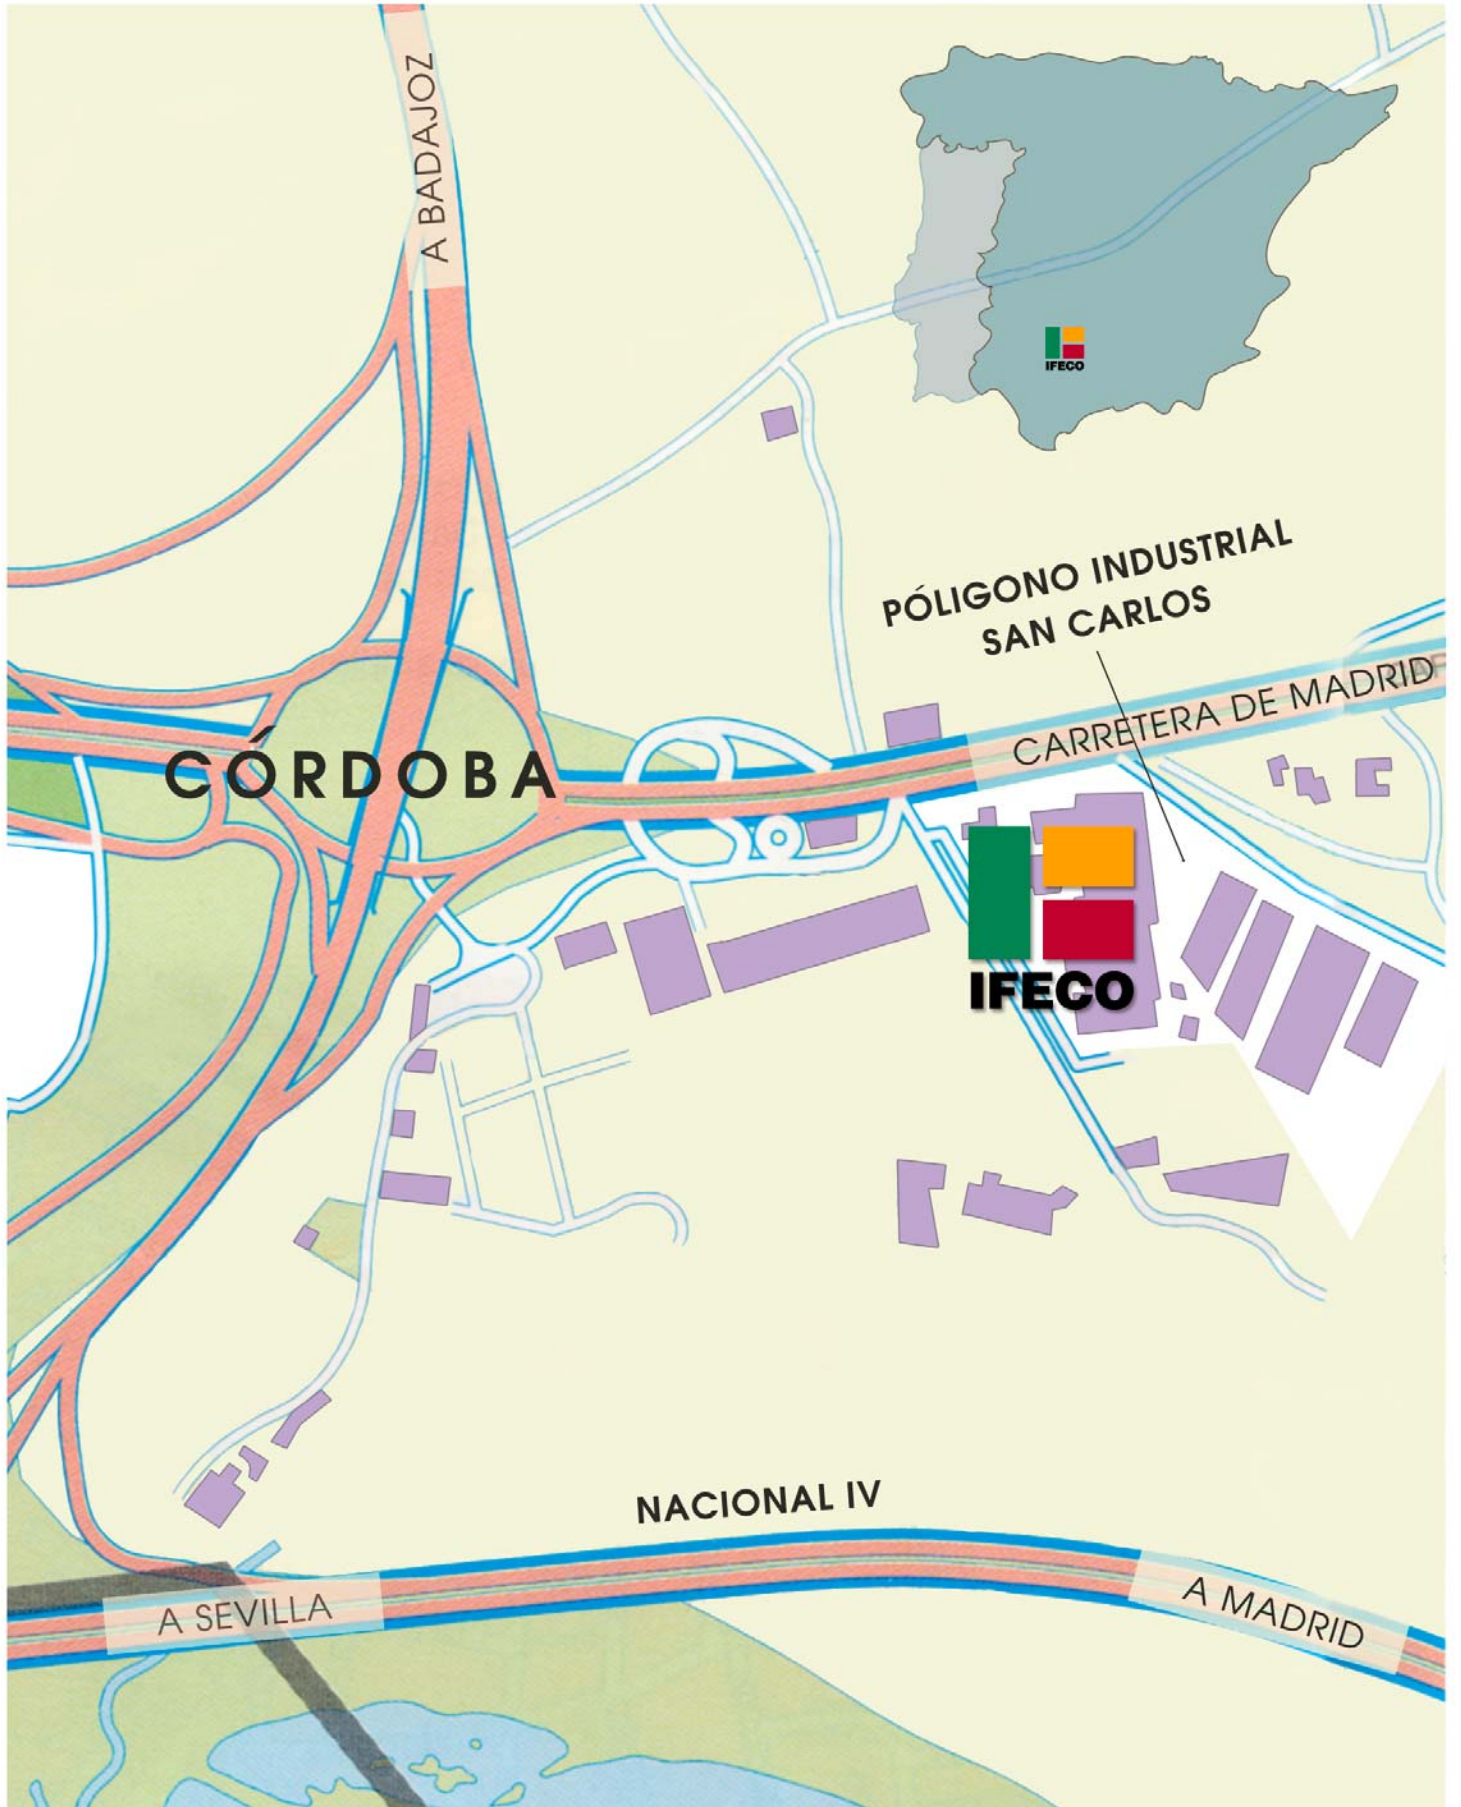 A BADAJOZ
IFECO
PÓLIGONO INDUSTRIAL
SAN CARLOS
CARRETERA DE MADRID
CÓRDOBA
IFECO
NACIONAL IV
A SEVILLA
A MADRID